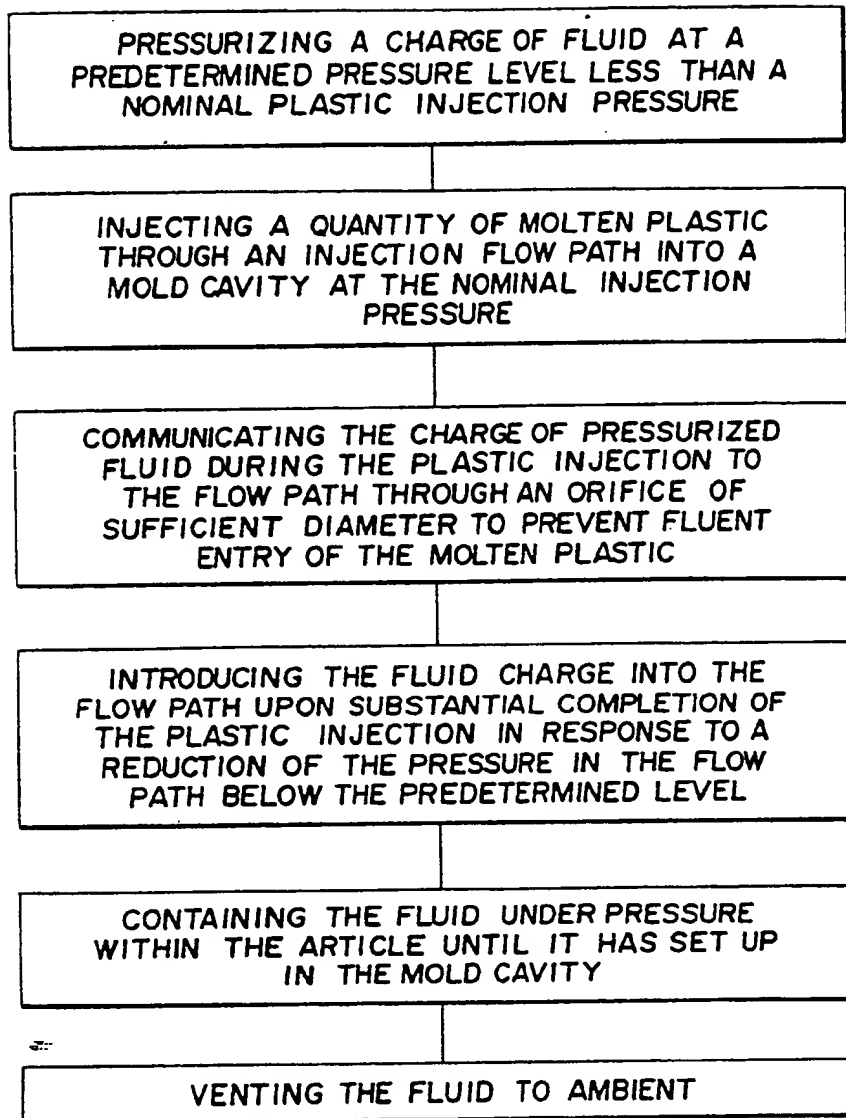 PRESSURIZING A CHARGE OF FLUID AT A
PREDETERMINED PRESSURE LEVEL LESS THAN A
NOMINAL PLASTIC INJECTION PRESSURE
INJECTING A QUANTITY OF MOLTEN PLASTIC
THROUGH AN INJECTION FLOW PATH INTO A
MOLD CAVITY AT THE NOMINAL INJECTION
PRESSURE
COMMUNICATING THE CHARGE OF PRESSURIZED
FLUID DURING THE PLASTIC INJECTION TO
THE FLOW PATH THROUGH AN ORIFICE OF
SUFFICIENT DIAMETER TO PREVENT FLUENT
ENTRY OF THE MOLTEN PLASTIC
INTRODUCING THE FLUID CHARGE INTO THE
FLOW PATH UPON SUBSTANTIAL COMPLETION OF
THE PLASTIC INJECTION IN RESPONSE TO A
REDUCTION OF THE PRESSURE IN THE FLOW
PATH BELOW THE PREDETERMINED LEVEL
CONTAINING THE FLUID UNDER PRESSURE
WITHIN THE ARTICLE UNTIL IT HAS SET UP
IN THE MOLD CAVITY
VENTING THE FLUID TO AMBIENT